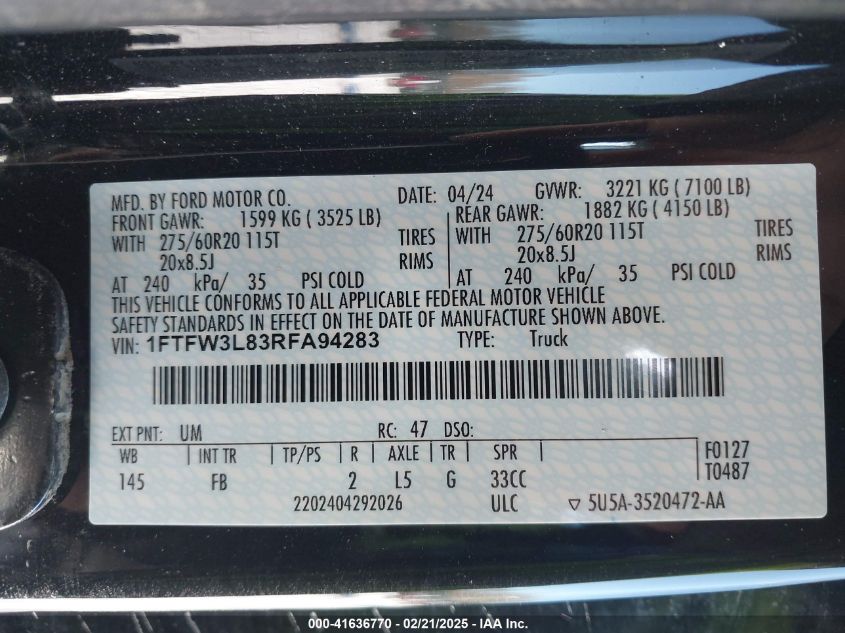 MFD. BY FORD MOTOR CO. DATE: 04/24 GVWR: 3221 KG ( 7100 LB)
FRONT GAWR: 1599 KG ( 3525 LB) REAR GAWR: 1882 KG ( 4150 LB)
WITH 275/60R20 115T TIRES WITH 275/60R20 115T TIRES
20x8.5J RIMS 20x8.5J RIMS
AT 240 kPa/ 35 PSI COLD AT 240 kPa/ 35 PSI COLD
THIS VEHICLE CONFORMS TO ALL APPLICABLE FEDERAL MOTOR VEHICLE
SAFETY STANDARDS IN EFFECT ON THE DATE OF MANUFACTURE SHOWN ABOVE.
VIN: 1FTFW3L83RFA94283 TYPE: Truck
EXT PNT: UM RC: 47 DSO:
WB INT TR TP/PS R AXLE TR SPR F0127
145 FB 2 L5 G 33CC T0487
2202404292026 ULC ▽ 5U5A-3520472-AA
000-41636770 - 02/21/2025 - IAA Inc.